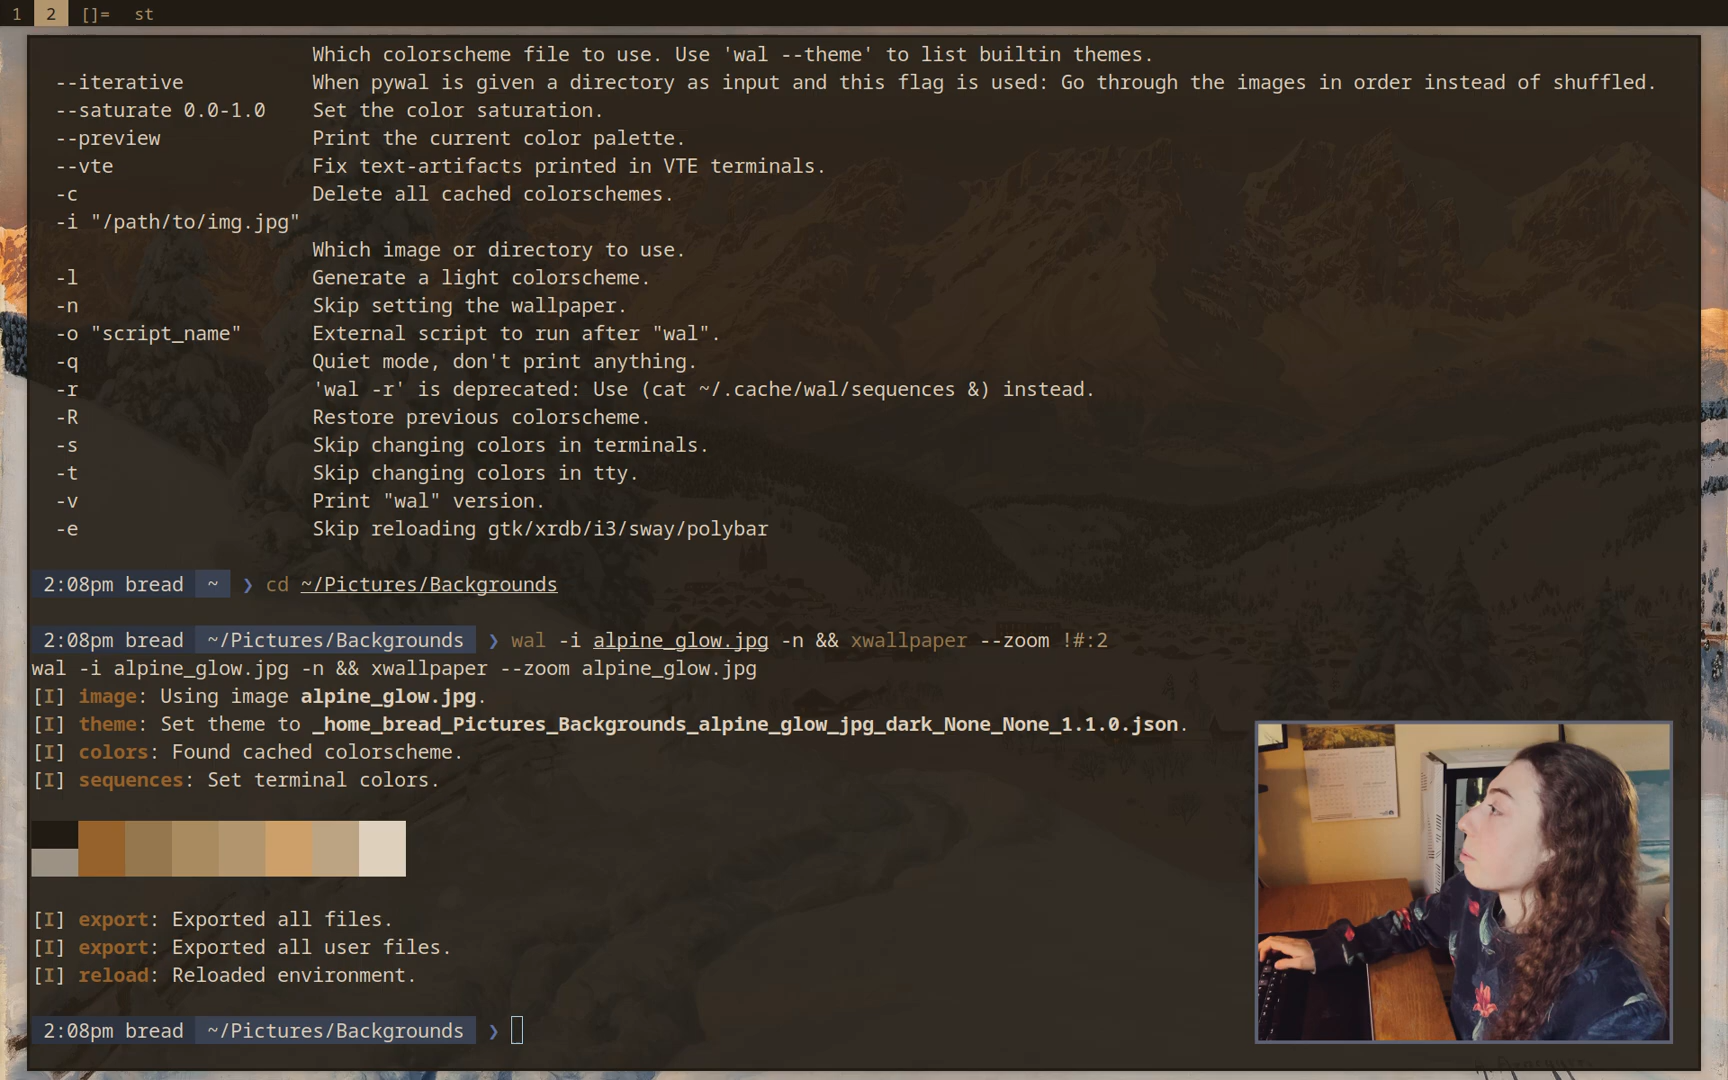 1 2 []= st
Which colorscheme file to use. Use 'wal --theme' to list builtin themes.
--iterative When pywal is given a directory as input and this flag is used: Go through the images in order instead of shuffled.
--saturate 0.0-1.0 Set the color saturation.
--preview Print the current color palette.
--vte Fix text-artifacts printed in VTE terminals.
-c Delete all cached colorschemes.
-i "/path/to/img.jpg"
Which image or directory to use.
-l Generate a light colorscheme.
-n Skip setting the wallpaper.
-o "script_name" External script to run after "wal".
-q Quiet mode, don't print anything.
-r 'wal -r' is deprecated: Use (cat ~/.cache/wal/sequences &) instead.
-R Restore previous colorscheme.
-s Skip changing colors in terminals.
-t Skip changing colors in tty.
-v Print "wal" version.
-e Skip reloading gtk/xrdb/i3/sway/polybar
2:08pm bread ~ ❯ cd ~/Pictures/Backgrounds
2:08pm bread ~/Pictures/Backgrounds ❯ wal -i alpine_glow.jpg -n && xwallpaper --zoom !#:2
wal -i alpine_glow.jpg -n && xwallpaper --zoom alpine_glow.jpg
[I] image: Using image alpine_glow.jpg.
[I] theme: Set theme to _home_bread_Pictures_Backgrounds_alpine_glow_jpg_dark_None_None_1.1.0.json.
[I] colors: Found cached colorscheme.
[I] sequences: Set terminal colors.
[I] export: Exported all files.
[I] export: Exported all user files.
[I] reload: Reloaded environment.
2:08pm bread ~/Pictures/Backgrounds ❯